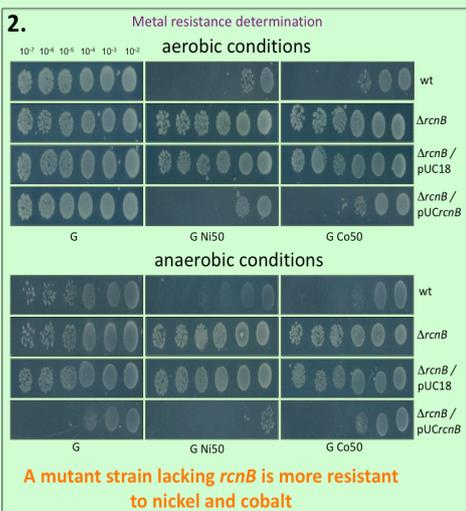 2.
Metal resistance determination
10-7 10-6 10-5 10-4 10-3 10-2
aerobic conditions
wt
ΔrcnB
ΔrcnB /
pUC18
ΔrcnB /
pUCrcnB
G G Ni50 G Co50
anaerobic conditions
wt
ΔrcnB
ΔrcnB /
pUC18
ΔrcnB /
pUCrcnB
G G Ni50 G Co50
A mutant strain lacking rcnB is more resistant
to nickel and cobalt